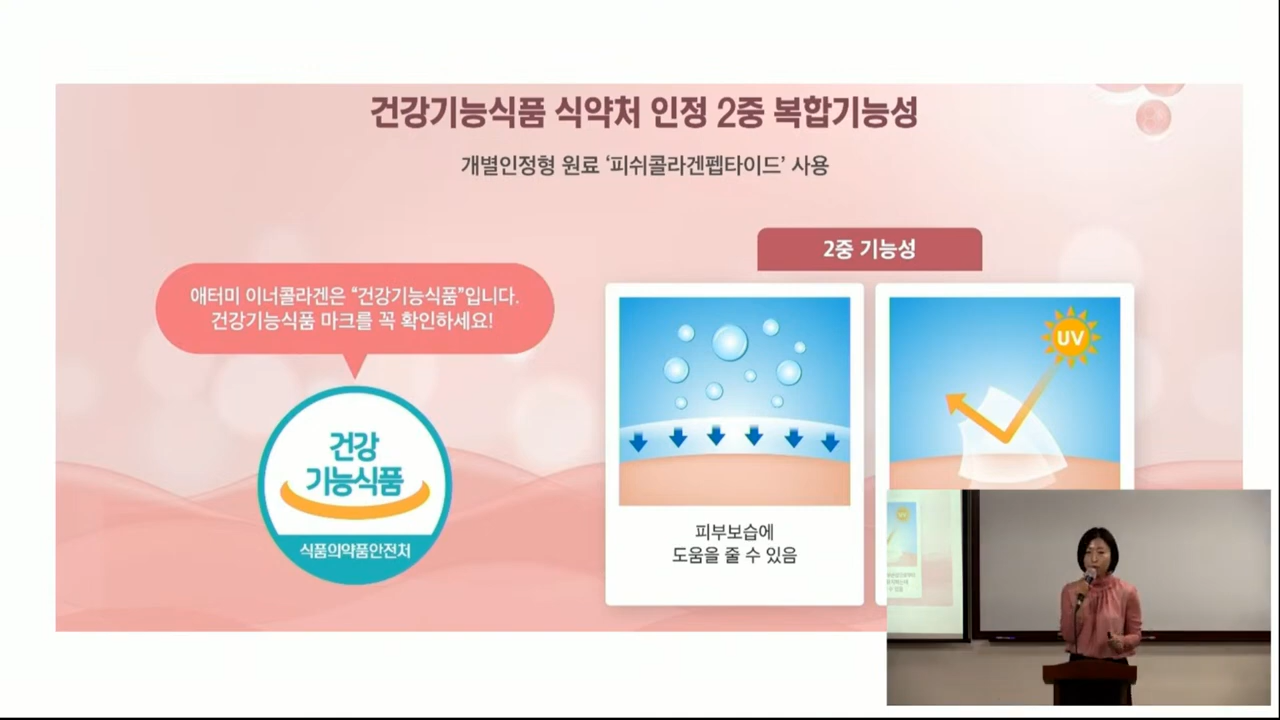 건강기능식품 식약처 인정 2중 복합기능성
개별인정형 원료 ‘피쉬콜라겐펩타이드’ 사용
2중 기능성
애터미 이너콜라겐은 “건강기능식품”입니다.
건강기능식품 마크를 꼭 확인하세요!
건강
기능식품
식품의약품안전처
UV
피부보습에
도움을 줄 수 있음